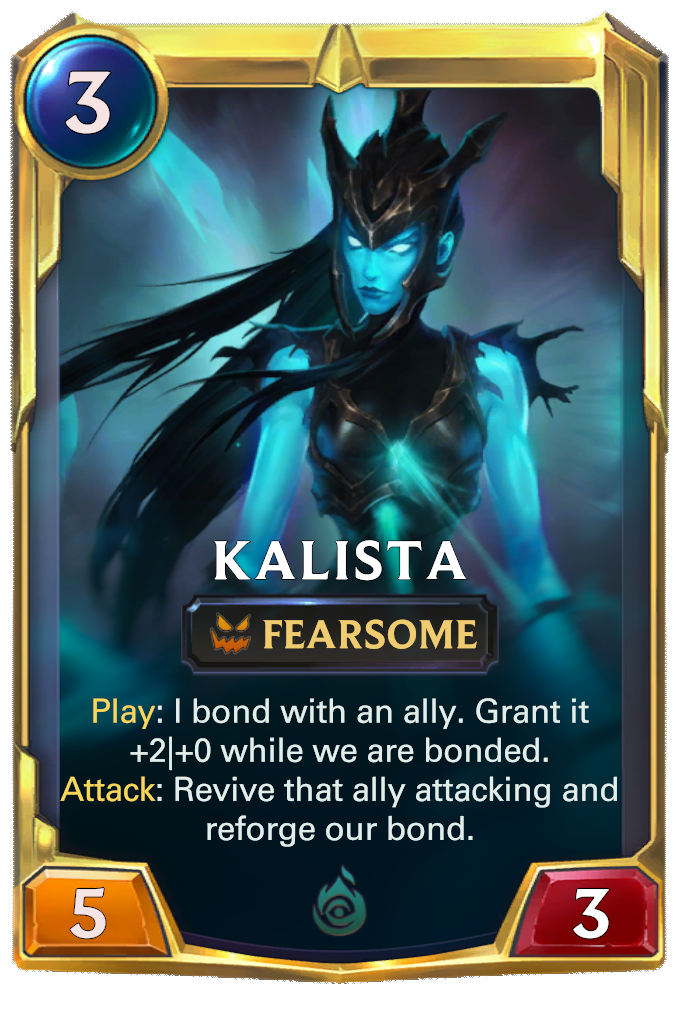 3
KALISTA
FEARSOME
Play: I bond with an ally. Grant it
+2|+0 while we are bonded.
Attack: Revive that ally attacking and
reforge our bond.
5
3